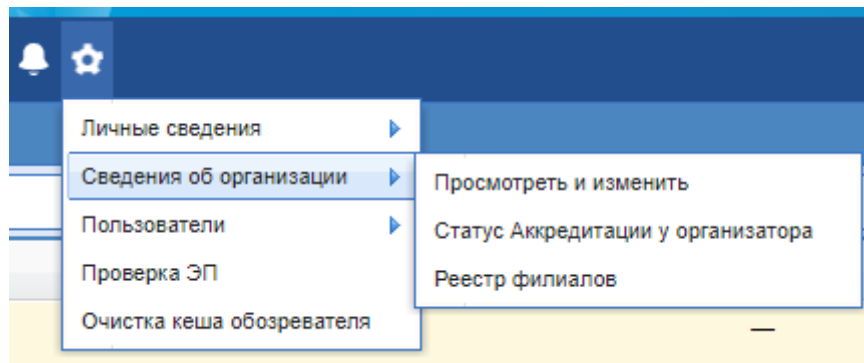 Личные сведения
Сведения об организации
Пользователи
Проверка ЭП
Очистка кеша обозревателя
Просмотреть и изменить
Статус Аккредитации у организатора
Реестр филиалов
—